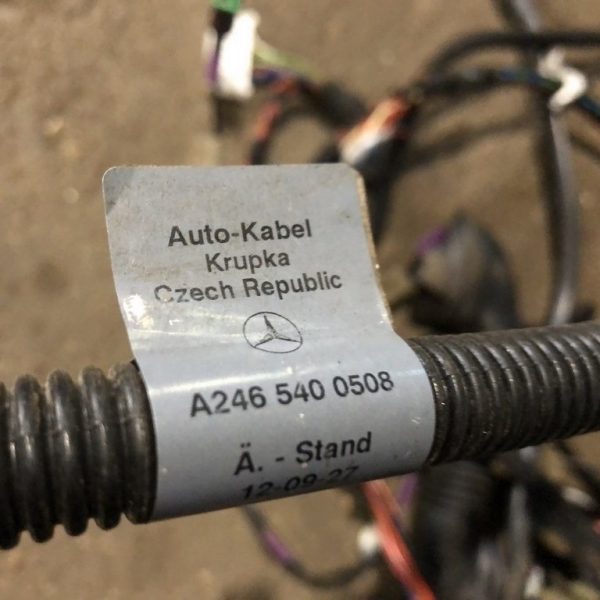 Auto-Kabel
Krupka
Czech Republic
A246 540 0508
Ä. - Stand
12-09-27